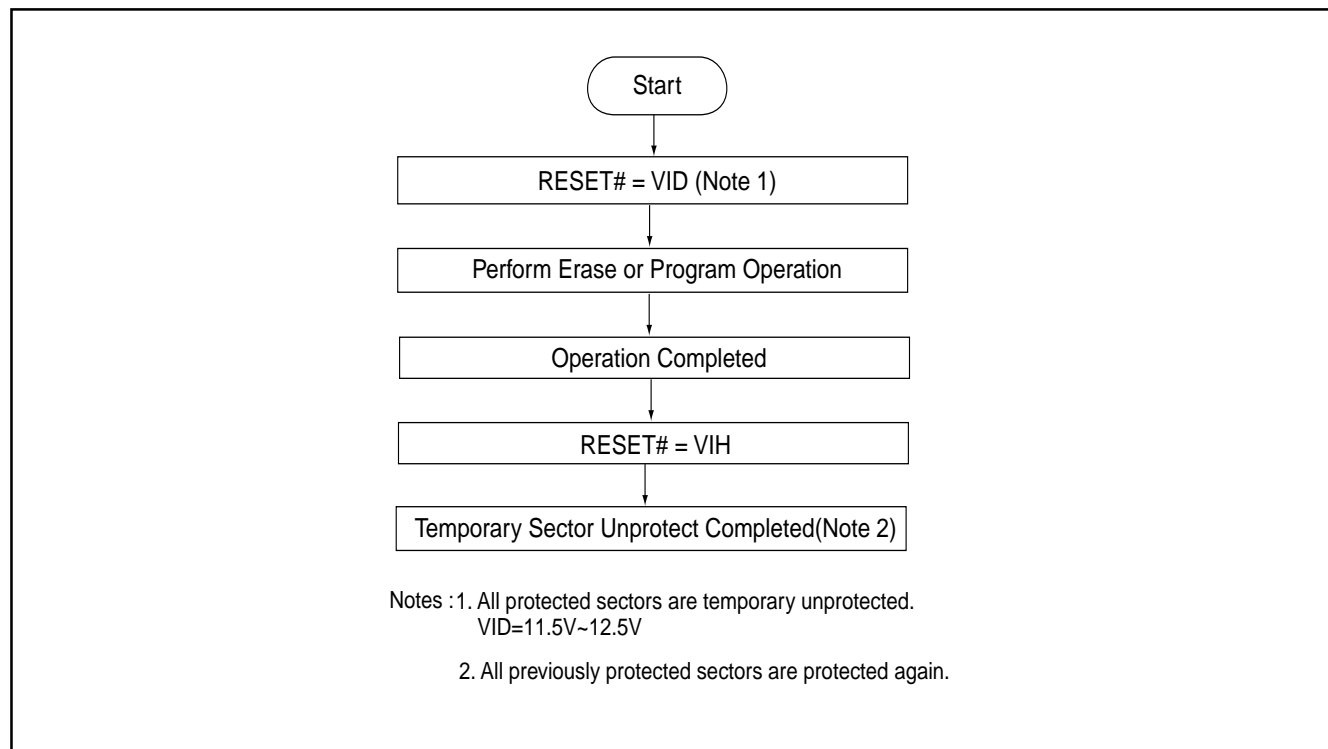 Start
RESET# = VID (Note 1)
Perform Erase or Program Operation
Operation Completed
RESET# = VIH
Temporary Sector Unprotect Completed(Note 2)
Notes : 1. All protected sectors are temporary unprotected.
VID=11.5V~12.5V
2. All previously protected sectors are protected again.